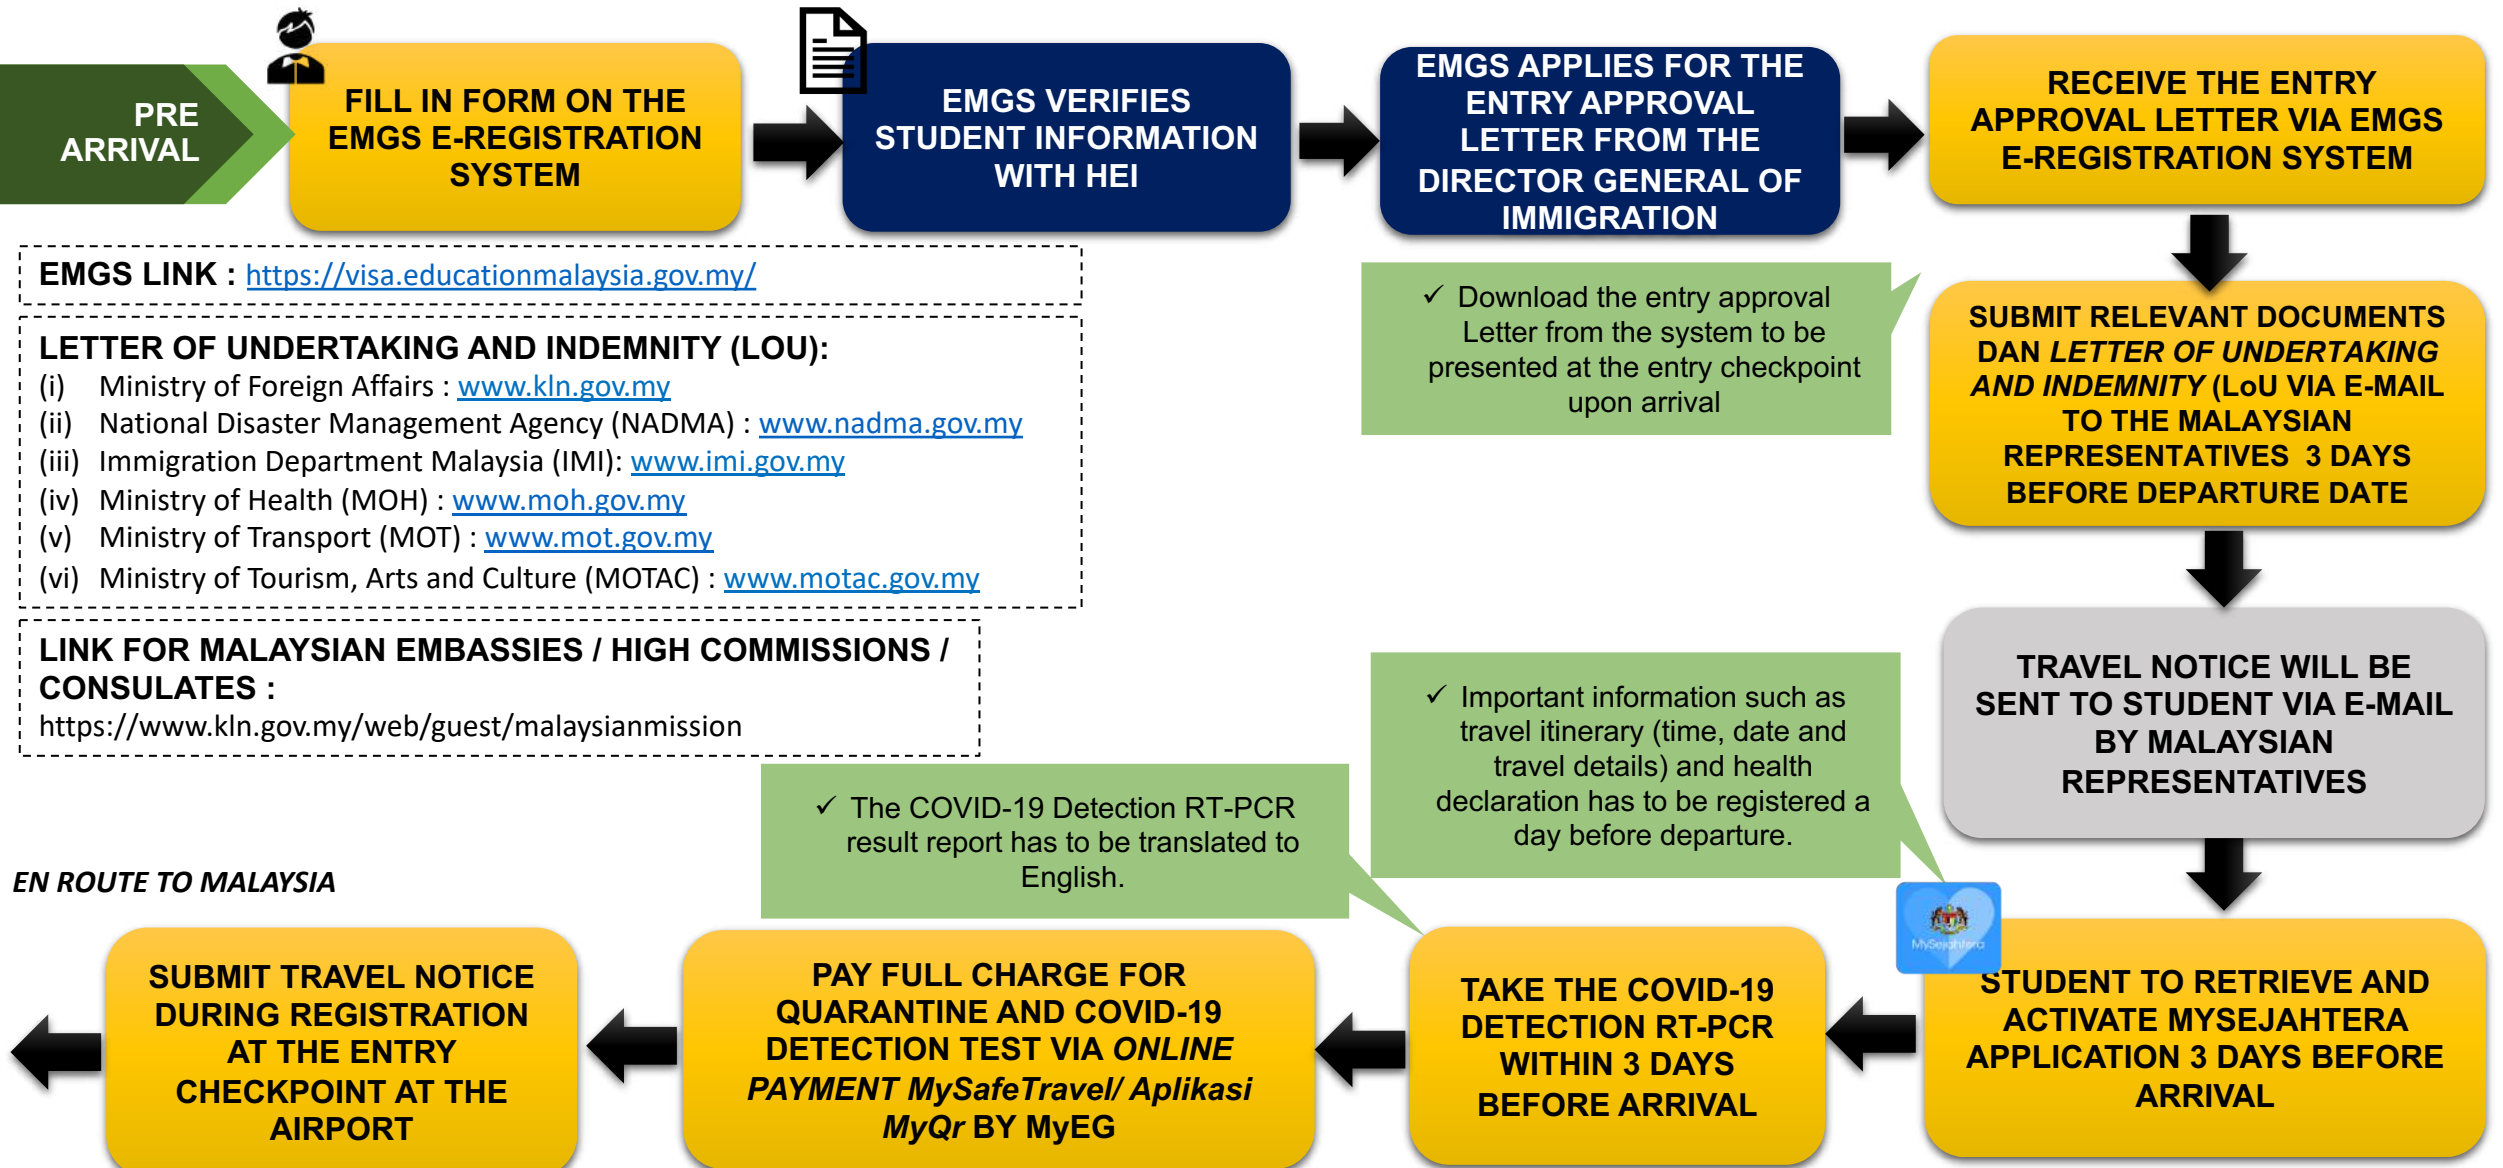 PRE
ARRIVAL
FILL IN FORM ON THE
EMGS E-REGISTRATION
SYSTEM
EMGS VERIFIES
STUDENT INFORMATION
WITH HEI
EMGS APPLIES FOR THE
ENTRY APPROVAL
LETTER FROM THE
DIRECTOR GENERAL OF
IMMIGRATION
RECEIVE THE ENTRY
APPROVAL LETTER VIA EMGS
E-REGISTRATION SYSTEM
EMGS LINK : https://visa.educationmalaysia.gov.my/
LETTER OF UNDERTAKING AND INDEMNITY (LOU):
(i) Ministry of Foreign Affairs : www.kln.gov.my
(ii) National Disaster Management Agency (NADMA) : www.nadma.gov.my
(iii) Immigration Department Malaysia (IMI): www.imi.gov.my
(iv) Ministry of Health (MOH) : www.moh.gov.my
(v) Ministry of Transport (MOT) : www.mot.gov.my
(vi) Ministry of Tourism, Arts and Culture (MOTAC) : www.motac.gov.my
LINK FOR MALAYSIAN EMBASSIES / HIGH COMMISSIONS /
CONSULATES :
https://www.kln.gov.my/web/guest/malaysianmission
✓ Download the entry approval
Letter from the system to be
presented at the entry checkpoint
upon arrival
SUBMIT RELEVANT DOCUMENTS
DAN LETTER OF UNDERTAKING
AND INDEMNITY (LoU VIA E-MAIL
TO THE MALAYSIAN
REPRESENTATIVES 3 DAYS
BEFORE DEPARTURE DATE
TRAVEL NOTICE WILL BE
SENT TO STUDENT VIA E-MAIL
BY MALAYSIAN
REPRESENTATIVES
✓ Important information such as
travel itinerary (time, date and
travel details) and health
declaration has to be registered a
day before departure.
✓ The COVID-19 Detection RT-PCR
result report has to be translated to
English.
MySejahtera
STUDENT TO RETRIEVE AND
ACTIVATE MYSEJAHTERA
APPLICATION 3 DAYS BEFORE
ARRIVAL
TAKE THE COVID-19
DETECTION RT-PCR
WITHIN 3 DAYS
BEFORE ARRIVAL
PAY FULL CHARGE FOR
QUARANTINE AND COVID-19
DETECTION TEST VIA ONLINE
PAYMENT MySafeTravel/ Aplikasi
MyQr BY MyEG
EN ROUTE TO MALAYSIA
SUBMIT TRAVEL NOTICE
DURING REGISTRATION
AT THE ENTRY
CHECKPOINT AT THE
AIRPORT